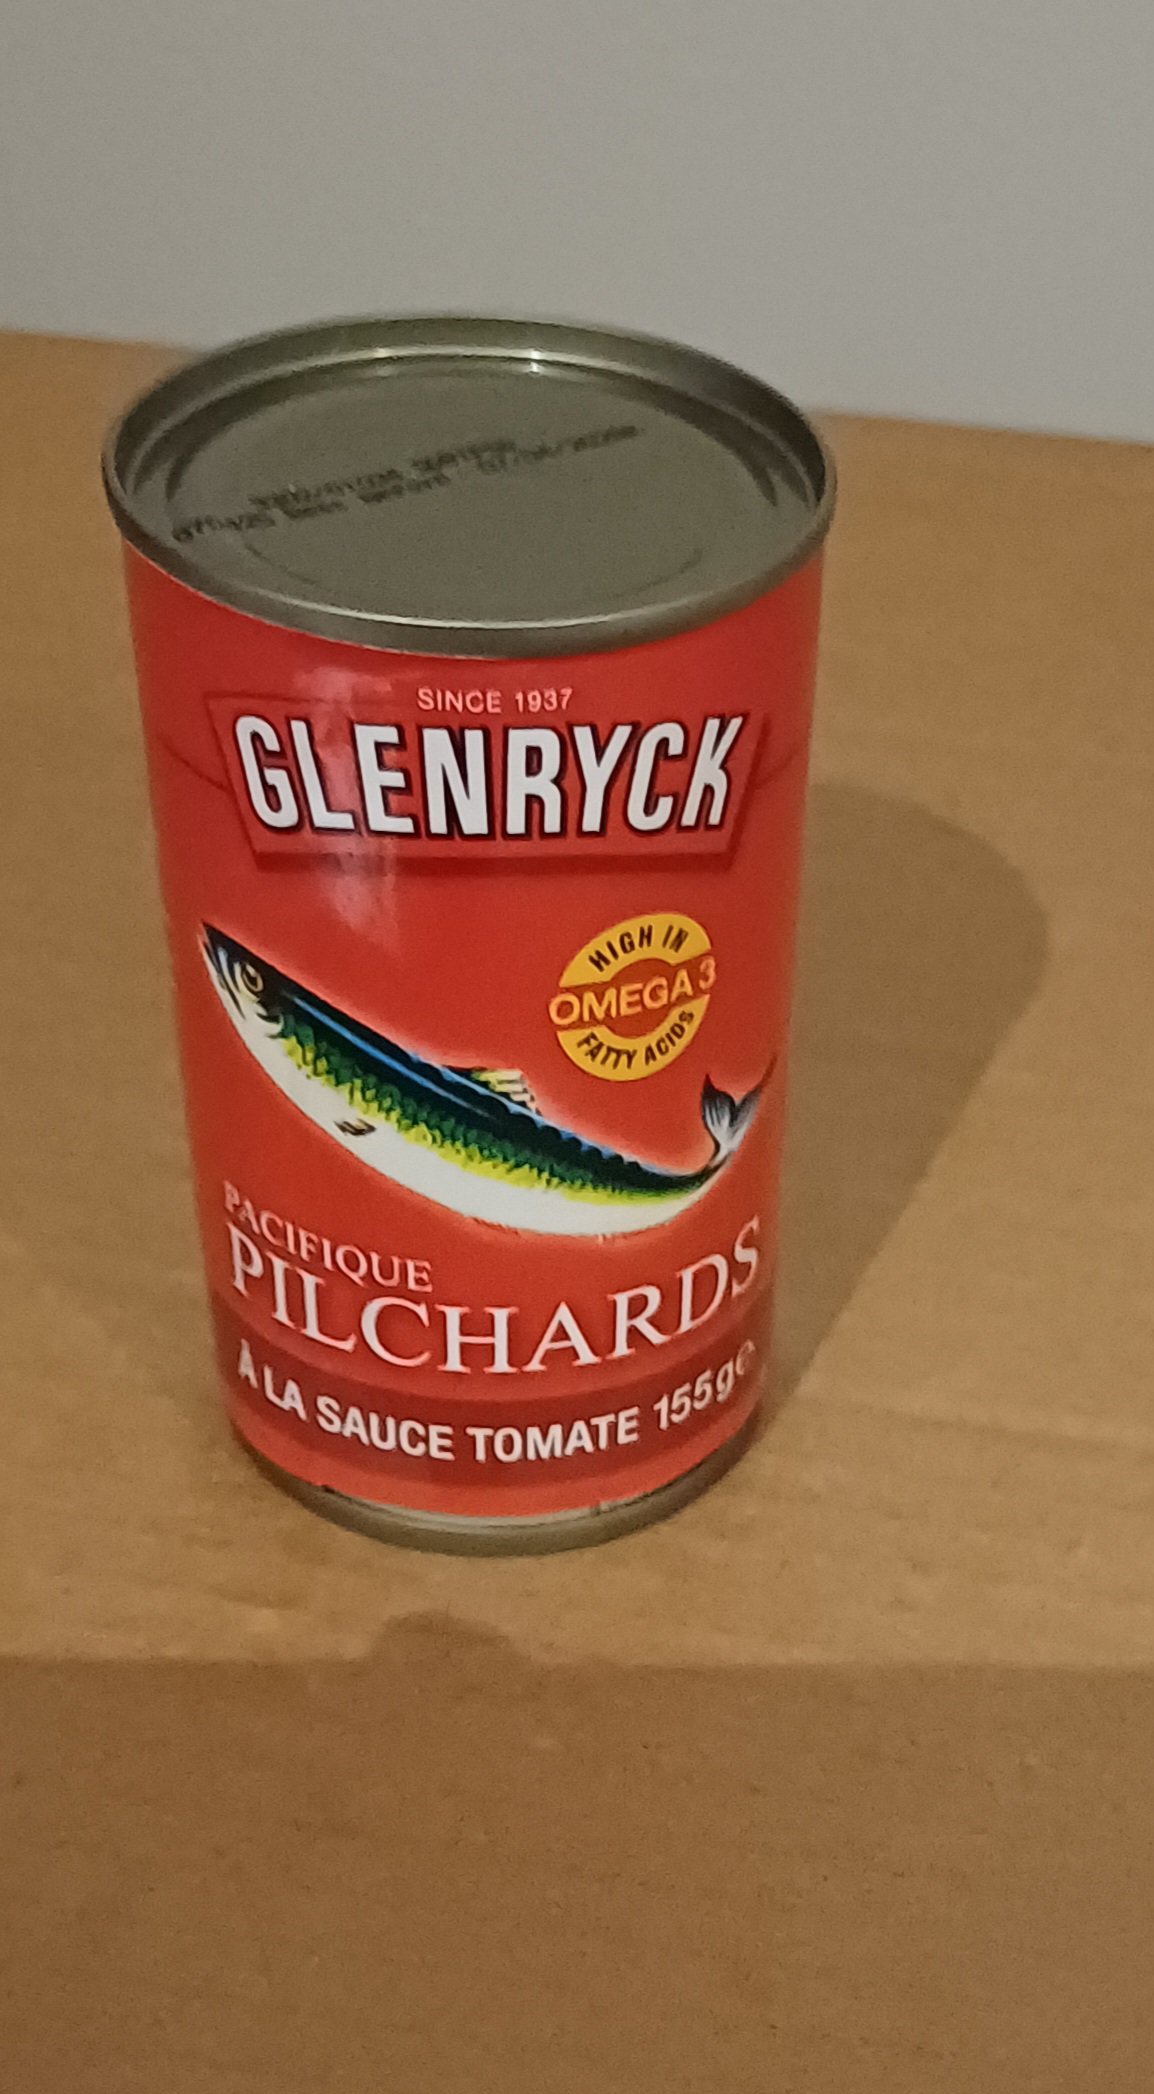 SINCE 1937
GLENRYCK
HIGH IN
OMEGA 3
FATTY ACIDS
PACIFIQUE
PILCHARDS
À LA SAUCE TOMATE 155g℮